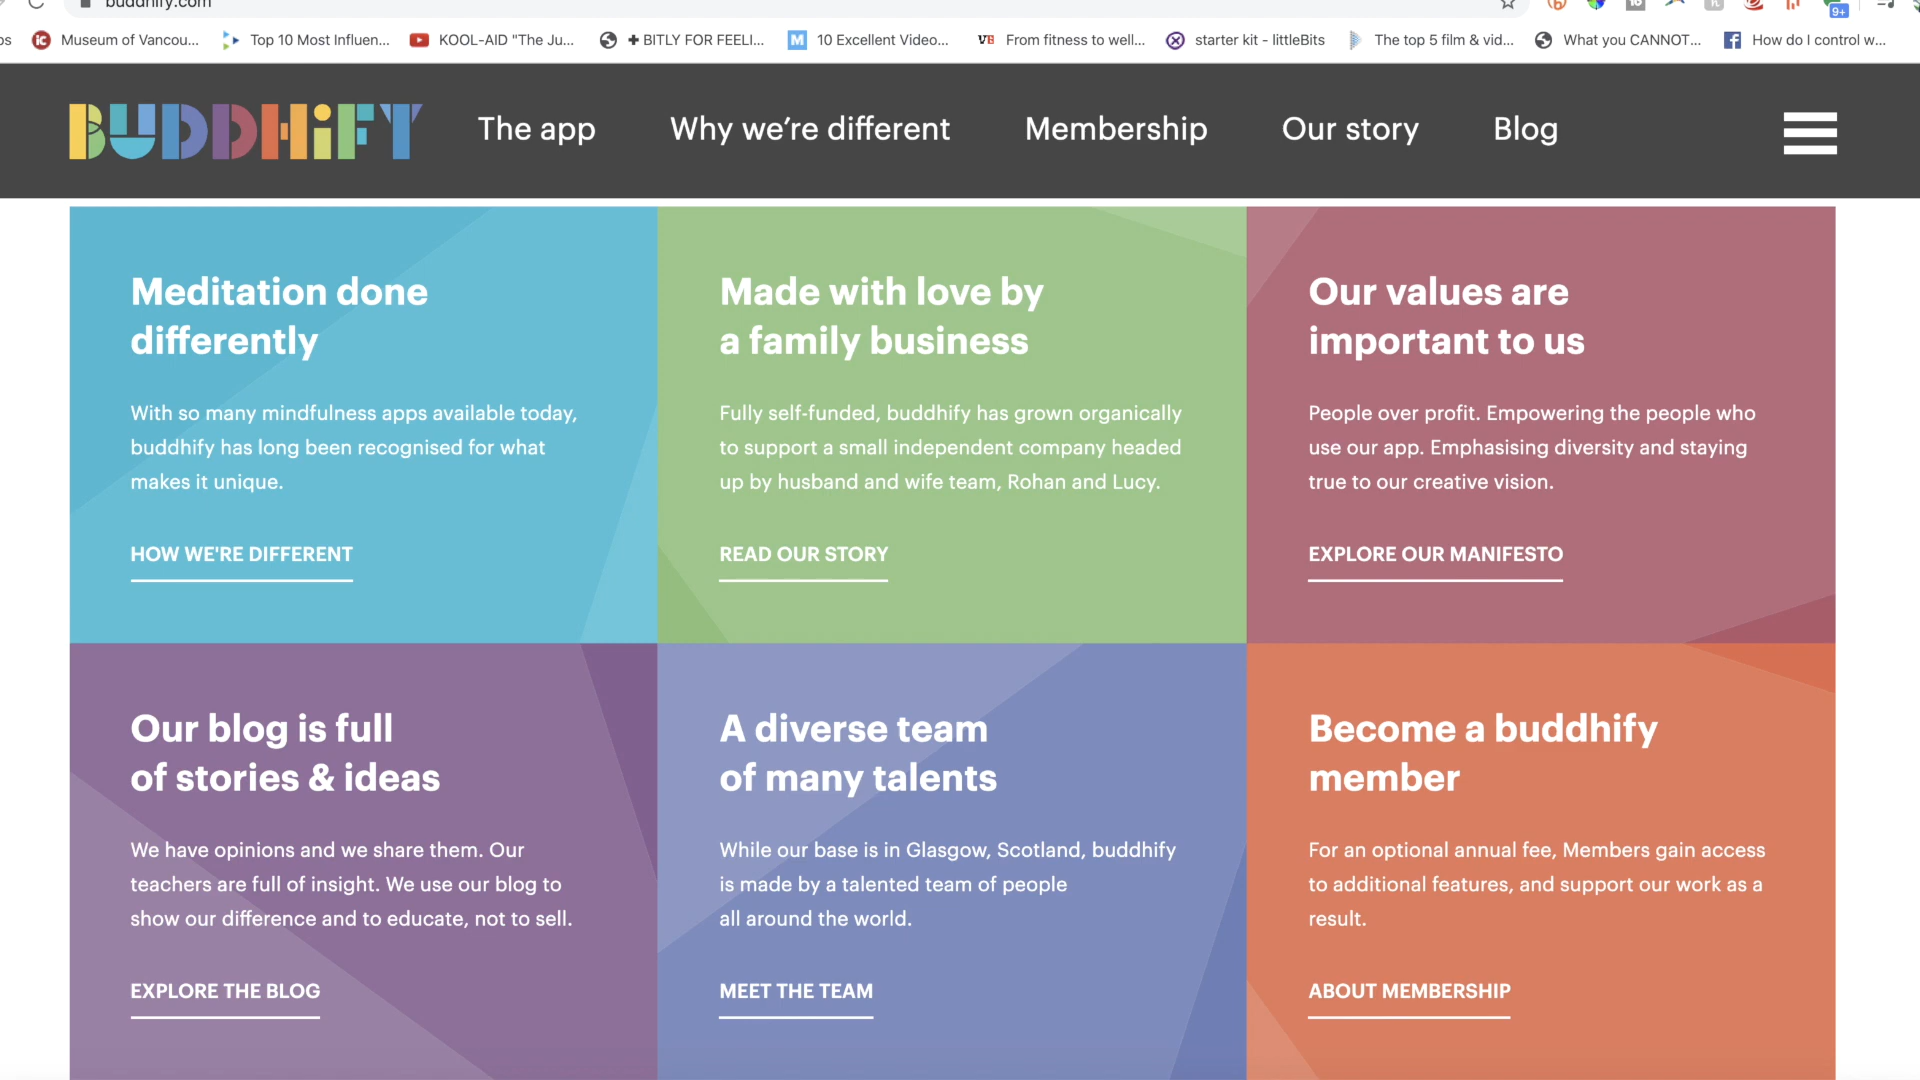 buddhify.com
ps
Museum of Vancou...
Top 10 Most Influen...
KOOL-AID "The Ju...
+ BITLY FOR FEELI...
M
10 Excellent Video...
VB
From fitness to well...
starter kit - littleBits
The top 5 film & vid...
What you CANNOT...
How do I control w...
9+
BUDDHiFY
The app
Why we’re different
Membership
Our story
Blog
Meditation done
differently
With so many mindfulness apps available today,
buddhify has long been recognised for what
makes it unique.
HOW WE'RE DIFFERENT
Made with love by
a family business
Fully self-funded, buddhify has grown organically
to support a small independent company headed
up by husband and wife team, Rohan and Lucy.
READ OUR STORY
Our values are
important to us
People over profit. Empowering the people who
use our app. Emphasising diversity and staying
true to our creative vision.
EXPLORE OUR MANIFESTO
Our blog is full
of stories & ideas
We have opinions and we share them. Our
teachers are full of insight. We use our blog to
show our difference and to educate, not to sell.
EXPLORE THE BLOG
A diverse team
of many talents
While our base is in Glasgow, Scotland, buddhify
is made by a talented team of people
all around the world.
MEET THE TEAM
Become a buddhify
member
For an optional annual fee, Members gain access
to additional features, and support our work as a
result.
ABOUT MEMBERSHIP